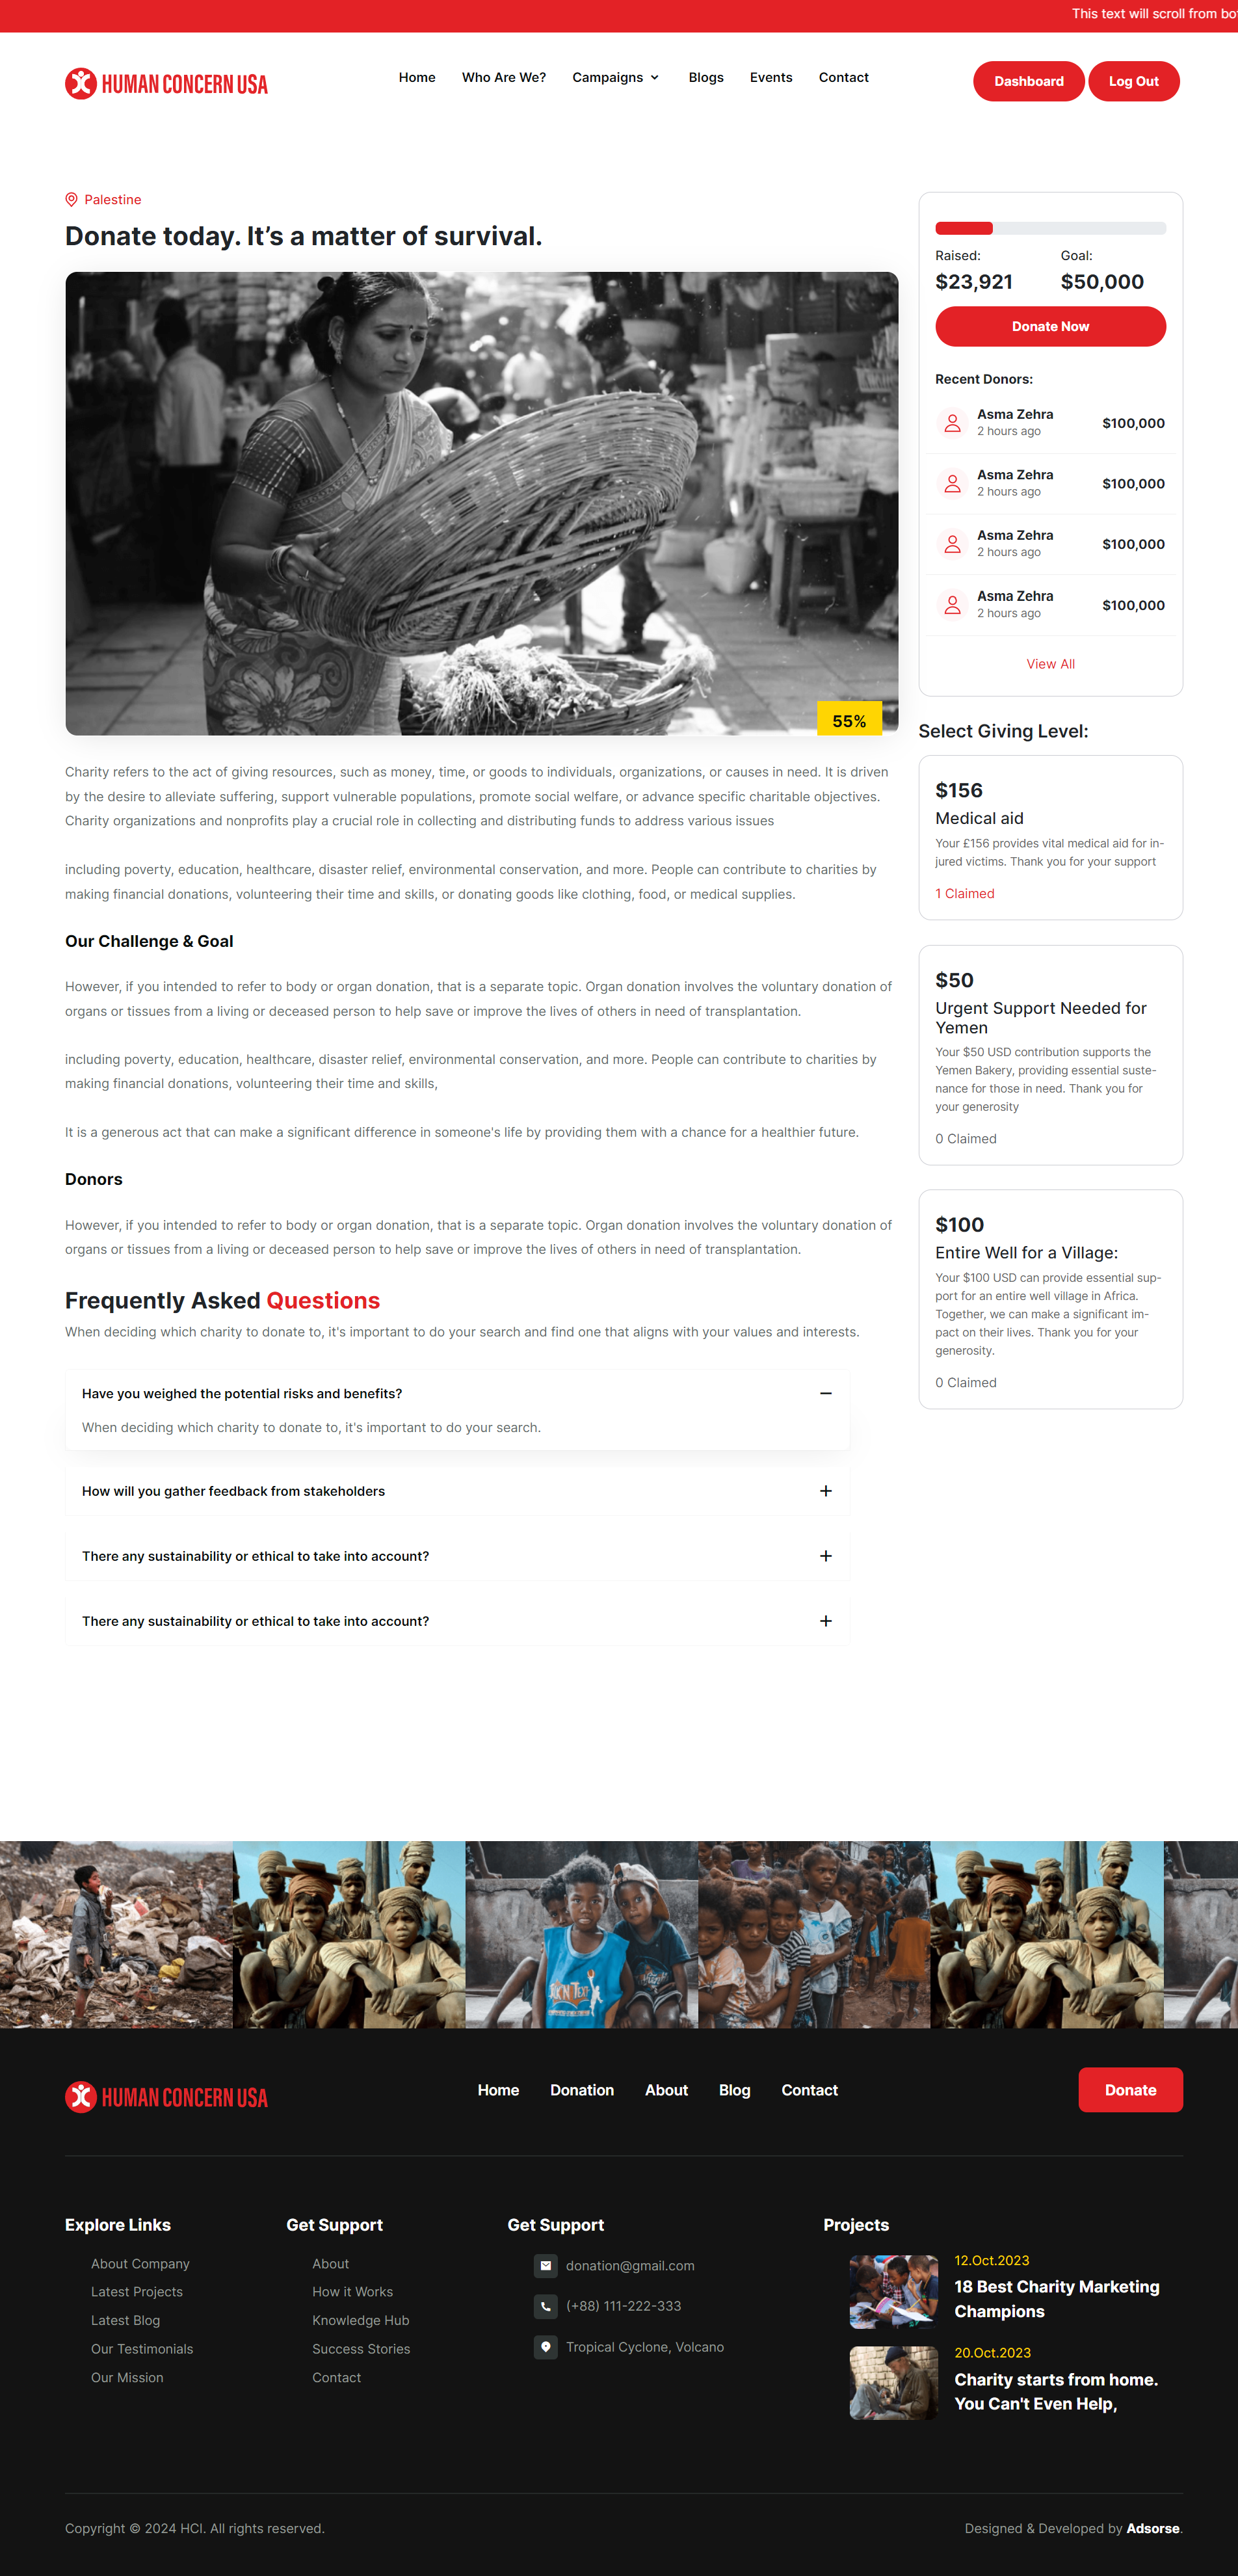 This text will scroll from bo
HUMAN CONCERN USA
Home
Who Are We?
Campaigns
Blogs
Events
Contact
Dashboard
Log Out
Palestine
Donate today. It’s a matter of survival.
55%
Charity refers to the act of giving resources, such as money, time, or goods to individuals, organizations, or causes in need. It is driven
by the desire to alleviate suffering, support vulnerable populations, promote social welfare, or advance specific charitable objectives.
Charity organizations and nonprofits play a crucial role in collecting and distributing funds to address various issues
including poverty, education, healthcare, disaster relief, environmental conservation, and more. People can contribute to charities by
making financial donations, volunteering their time and skills, or donating goods like clothing, food, or medical supplies.
Our Challenge & Goal
However, if you intended to refer to body or organ donation, that is a separate topic. Organ donation involves the voluntary donation of
organs or tissues from a living or deceased person to help save or improve the lives of others in need of transplantation.
including poverty, education, healthcare, disaster relief, environmental conservation, and more. People can contribute to charities by
making financial donations, volunteering their time and skills,
It is a generous act that can make a significant difference in someone's life by providing them with a chance for a healthier future.
Donors
However, if you intended to refer to body or organ donation, that is a separate topic. Organ donation involves the voluntary donation of
organs or tissues from a living or deceased person to help save or improve the lives of others in need of transplantation.
Frequently Asked Questions
When deciding which charity to donate to, it's important to do your search and find one that aligns with your values and interests.
Have you weighed the potential risks and benefits?
When deciding which charity to donate to, it's important to do your search.
How will you gather feedback from stakeholders
There any sustainability or ethical to take into account?
There any sustainability or ethical to take into account?
Raised:
$23,921
Goal:
$50,000
Donate Now
Recent Donors:
Asma Zehra
2 hours ago
$100,000
Asma Zehra
2 hours ago
$100,000
Asma Zehra
2 hours ago
$100,000
Asma Zehra
2 hours ago
$100,000
View All
Select Giving Level:
$156
Medical aid
Your £156 provides vital medical aid for in-
jured victims. Thank you for your support
1 Claimed
$50
Urgent Support Needed for
Yemen
Your $50 USD contribution supports the
Yemen Bakery, providing essential suste-
nance for those in need. Thank you for
your generosity
0 Claimed
$100
Entire Well for a Village:
Your $100 USD can provide essential sup-
port for an entire well village in Africa.
Together, we can make a significant im-
pact on their lives. Thank you for your
generosity.
0 Claimed
HUMAN CONCERN USA
Home
Donation
About
Blog
Contact
Donate
Explore Links
About Company
Latest Projects
Latest Blog
Our Testimonials
Our Mission
Get Support
About
How it Works
Knowledge Hub
Success Stories
Contact
Get Support
donation@gmail.com
(+88) 111-222-333
Tropical Cyclone, Volcano
Projects
12.Oct.2023
18 Best Charity Marketing
Champions
20.Oct.2023
Charity starts from home.
You Can't Even Help,
Copyright © 2024 HCI. All rights reserved.
Designed & Developed by Adsorse.